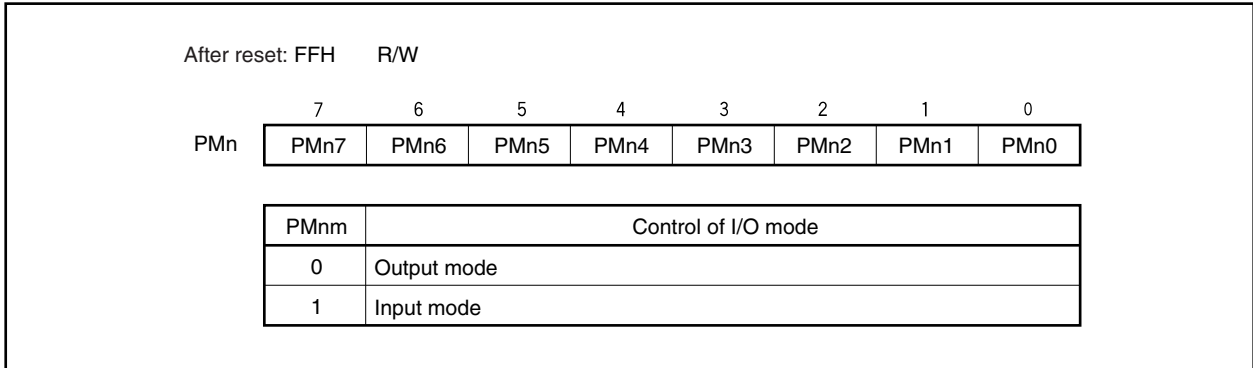 After reset: FFH R/W
7 6 5 4 3 2 1 0
PMn PMn7 PMn6 PMn5 PMn4 PMn3 PMn2 PMn1 PMn0
PMnm Control of I/O mode
0 Output mode
1 Input mode